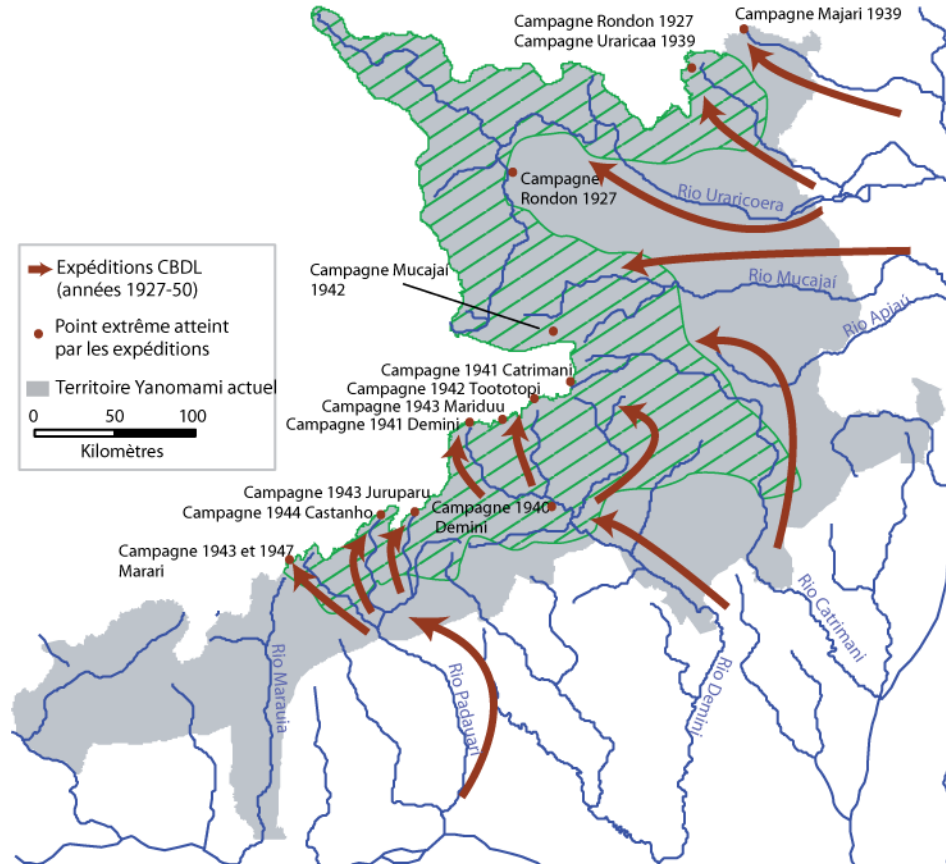 Campagne Rondon 1927
Campagne Uraricaa 1939
Campagne Majari 1939
Campagne
Rondon 1927
Rio Uraricoera
Expéditions CBDL
(années 1927-50)
Point extrême atteint
par les expéditions
Territoire Yanomami actuel
0 50 100
Kilomètres
Campagne Mucajaí
1942
Rio Mucajaí
Rio Apiaú
Campagne 1941 Catrimani
Campagne 1942 Toototopi
Campagne 1943 Mariduu
Campagne 1941 Demini
Campagne 1943 Juruparu
Campagne 1944 Castanho
Campagne 1940
Demini
Campagne 1943 et 1947
Marari
Rio Marauia
Rio Padauari
Rio Demini
Rio Catrimani